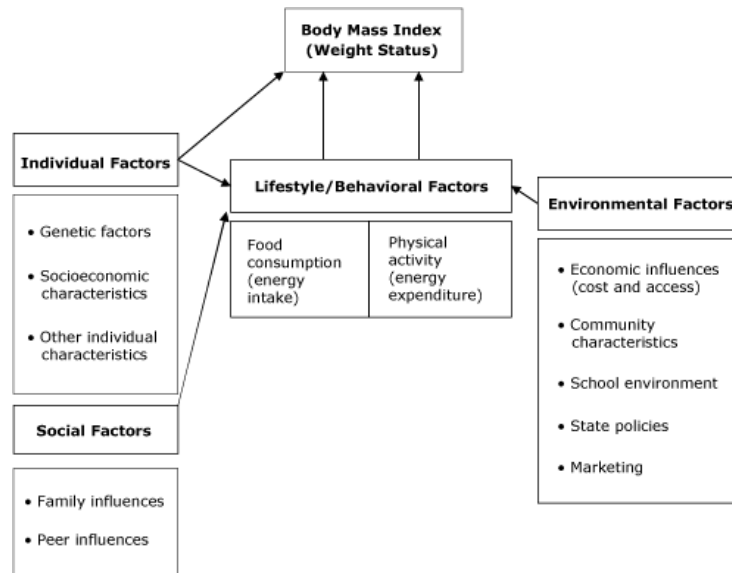 Body Mass Index
(Weight Status)
Individual Factors
• Genetic factors
• Socioeconomic
characteristics
• Other individual
characteristics
Social Factors
• Family influences
• Peer influences
Lifestyle/Behavioral Factors
Food
consumption
(energy
intake)
Physical
activity
(energy
expenditure)
Environmental Factors
• Economic influences
(cost and access)
• Community
characteristics
• School environment
• State policies
• Marketing